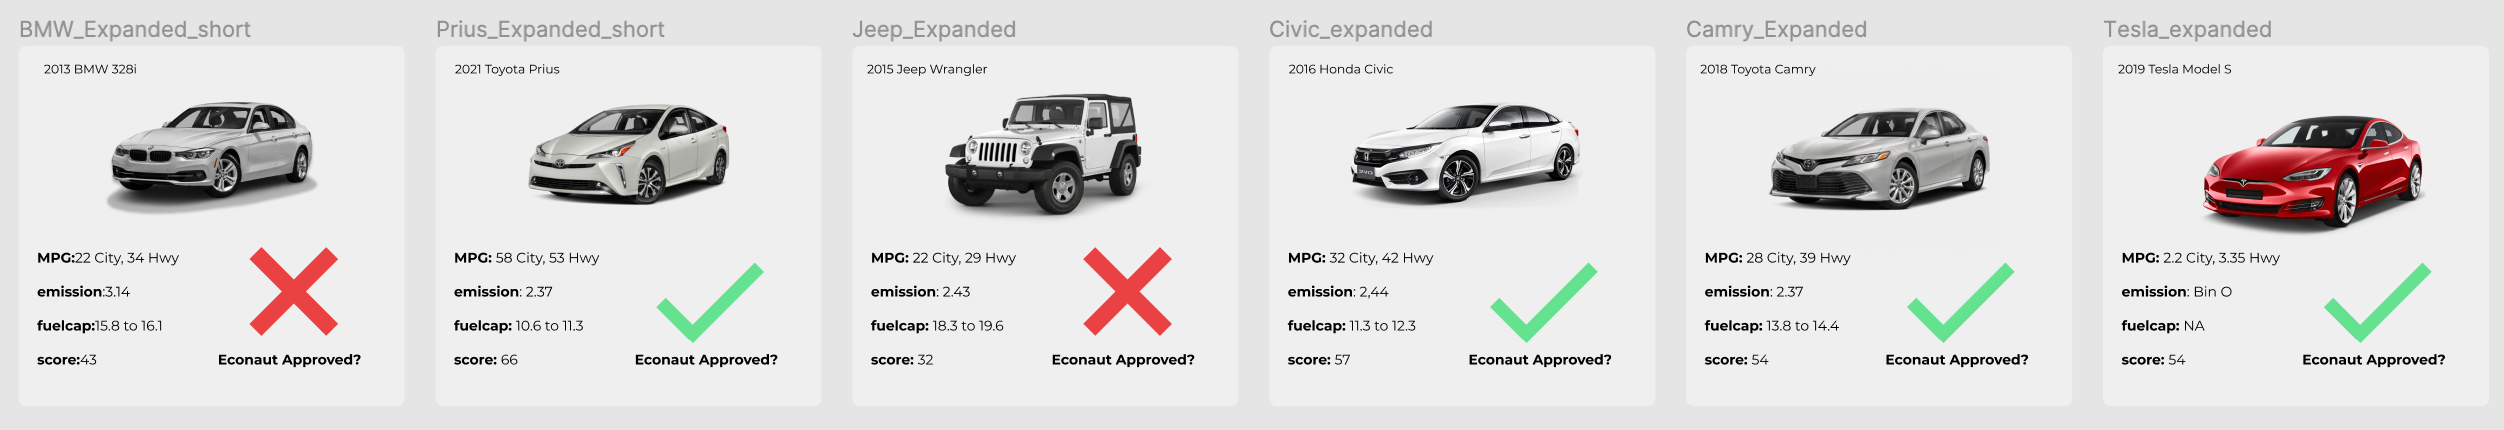 BMW_Expanded_short
2013 BMW 328i
MPG:22 City, 34 Hwy
emission:3.14
fuelcap:15.8 to 16.1
score:43
Econaut Approved?
Prius_Expanded_short
2021 Toyota Prius
MPG: 58 City, 53 Hwy
emission: 2.37
fuelcap: 10.6 to 11.3
score: 66
Econaut Approved?
Jeep_Expanded
2015 Jeep Wrangler
MPG: 22 City, 29 Hwy
emission: 2.43
fuelcap: 18.3 to 19.6
score: 32
Econaut Approved?
Civic_expanded
2016 Honda Civic
MPG: 32 City, 42 Hwy
emission: 2,44
fuelcap: 11.3 to 12.3
score: 57
Econaut Approved?
Camry_Expanded
2018 Toyota Camry
MPG: 28 City, 39 Hwy
emission: 2.37
fuelcap: 13.8 to 14.4
score: 54
Econaut Approved?
Tesla_expanded
2019 Tesla Model S
MPG: 2.2 City, 3.35 Hwy
emission: Bin O
fuelcap: NA
score: 54
Econaut Approved?